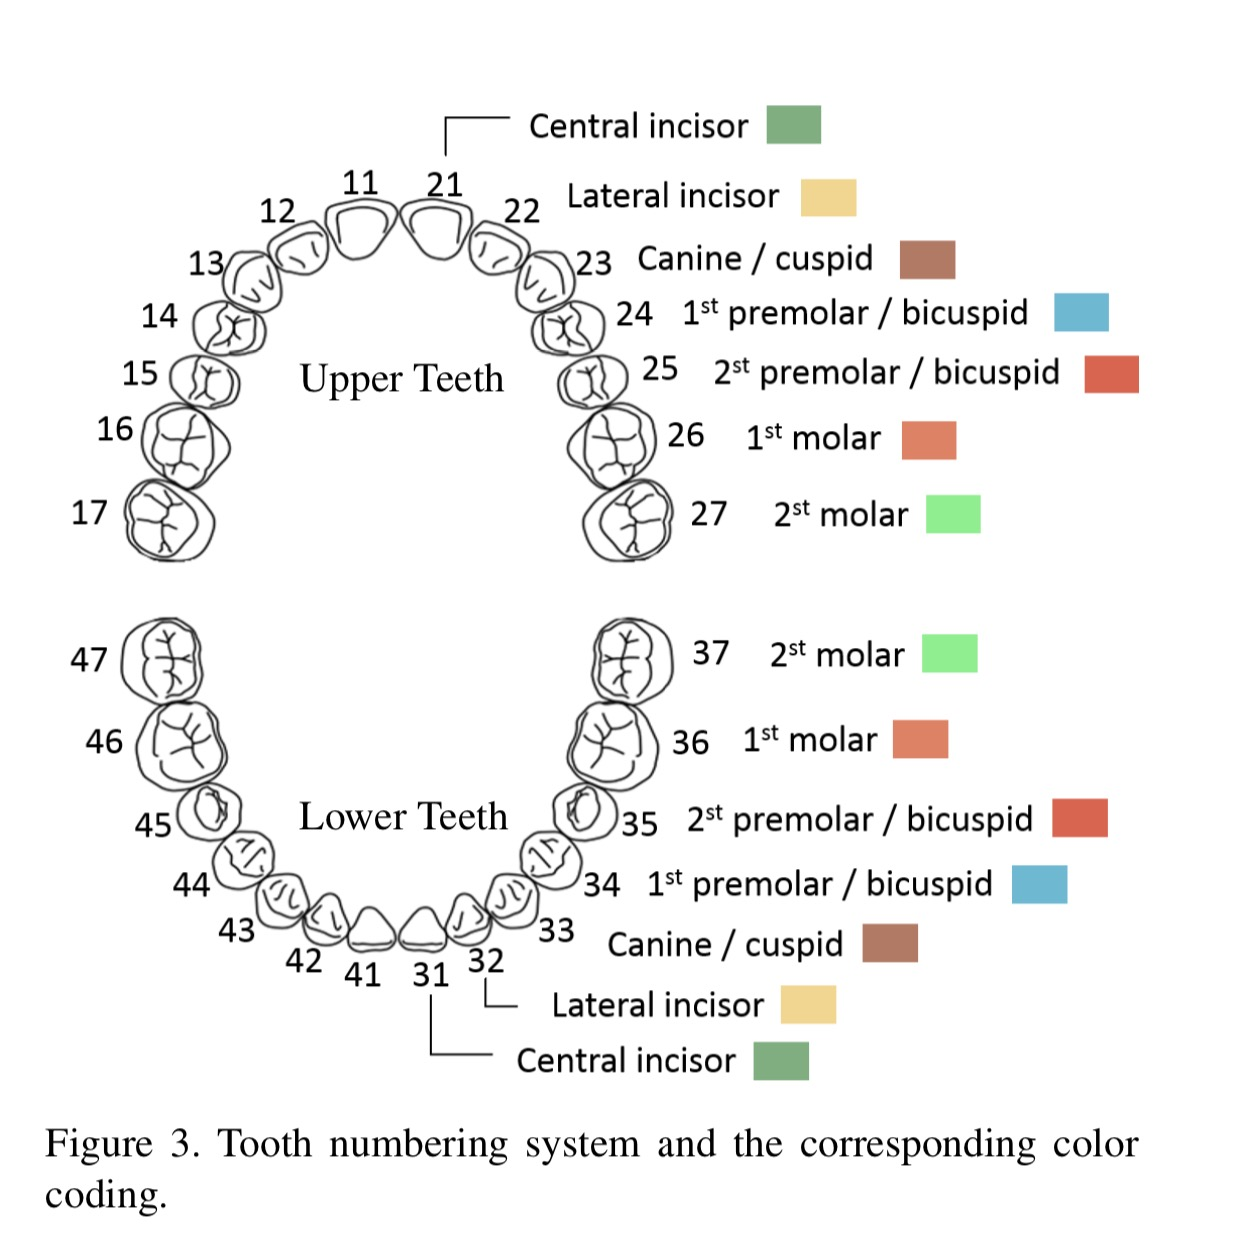 Central incisor
11 21 Lateral incisor
12 22
13 23 Canine / cuspid
14 24 1st premolar / bicuspid
15 Upper Teeth 25 2st premolar / bicuspid
16 26 1st molar
17 27 2st molar
47 37 2st molar
46 36 1st molar
45 Lower Teeth 35 2st premolar / bicuspid
44 34 1st premolar / bicuspid
43 33 Canine / cuspid
42 41 31 32
Lateral incisor
Central incisor
Figure 3. Tooth numbering system and the corresponding color
coding.